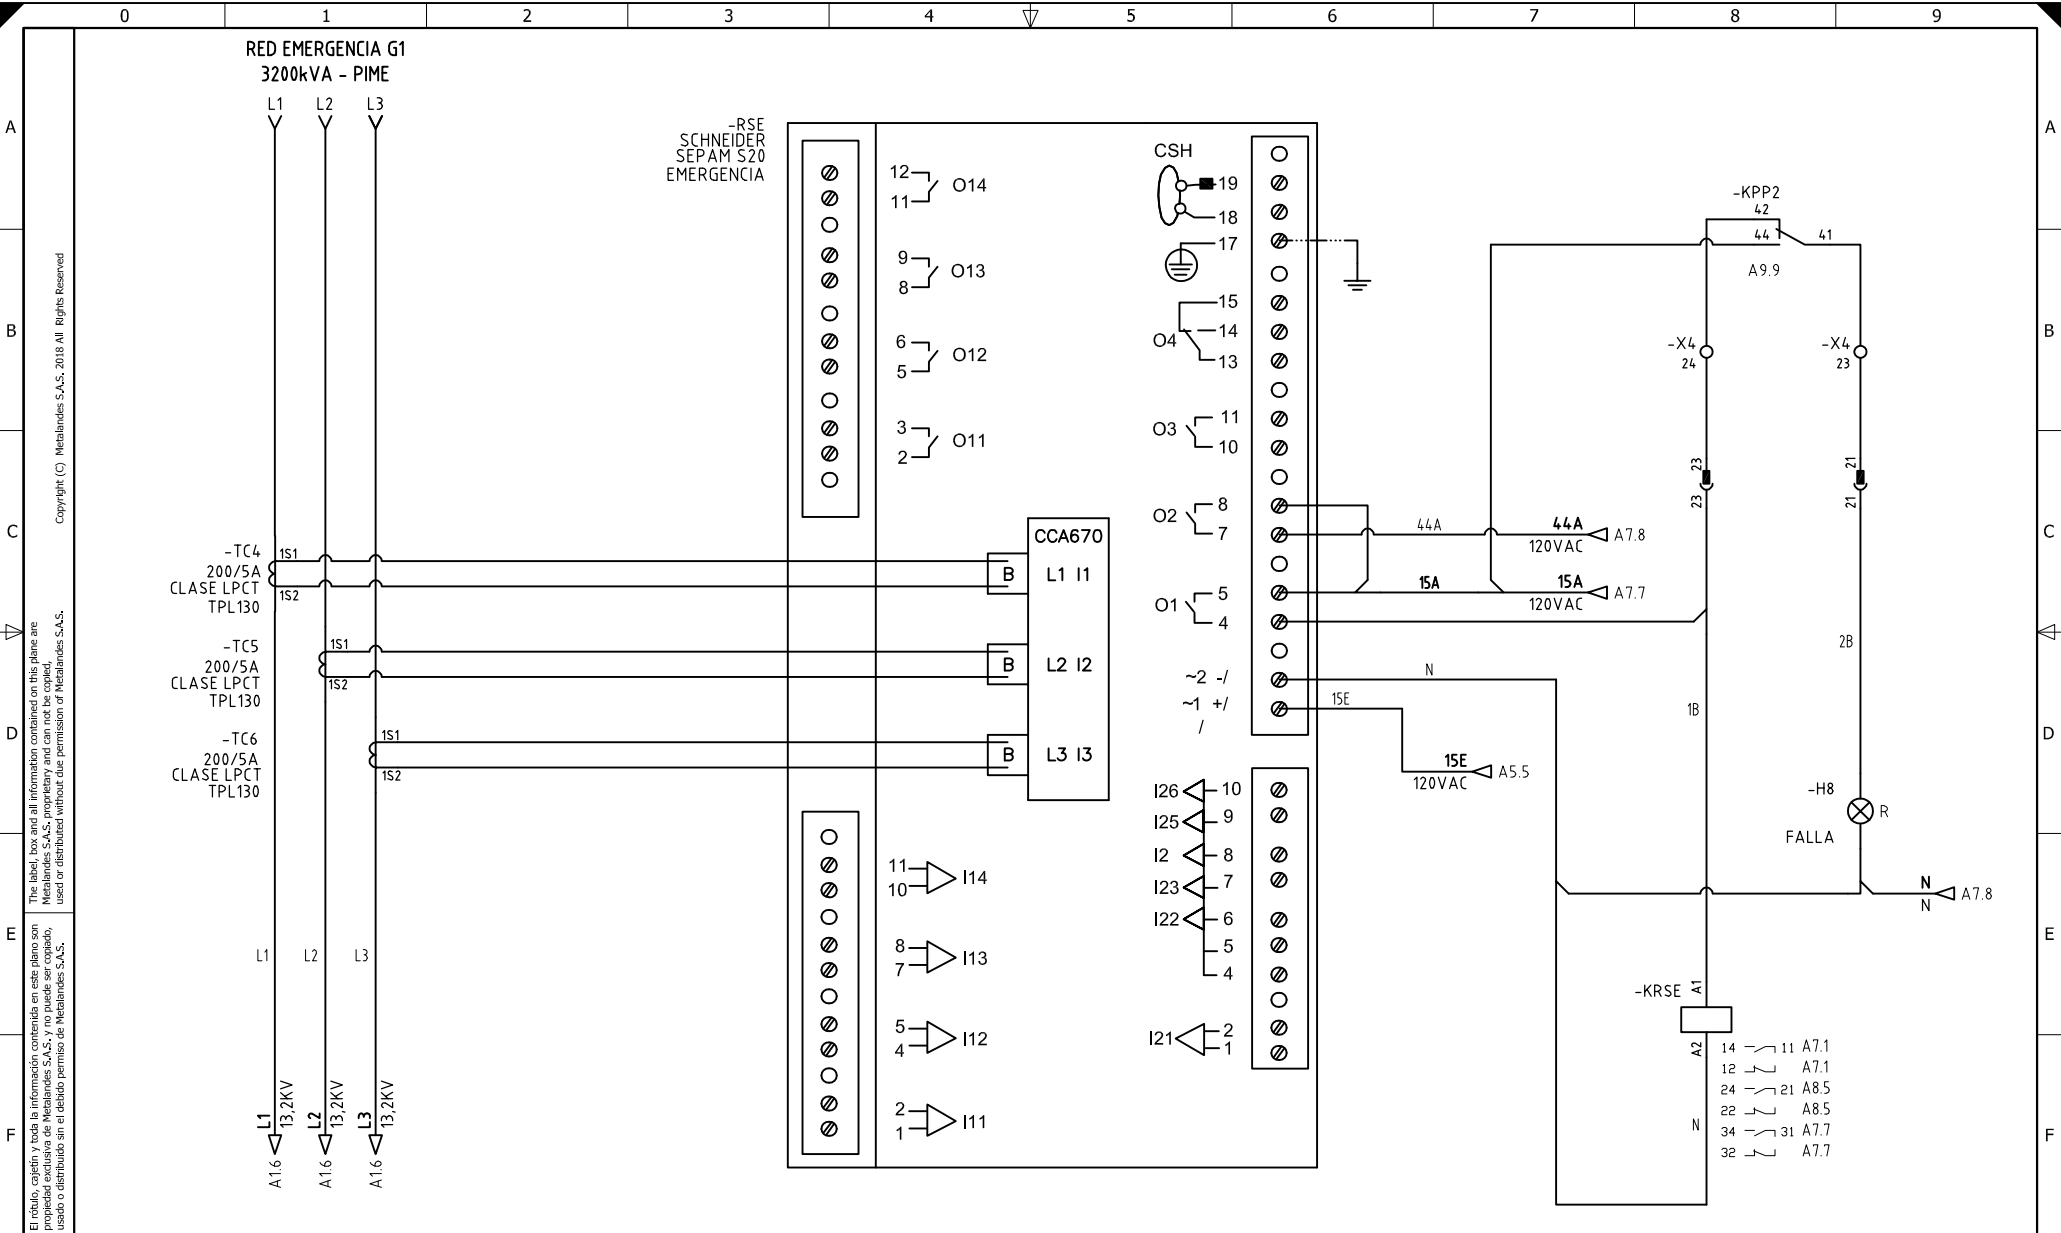 0 1 2 3 4 5 6 7 8 9
A
B
C
D
E
F
A
B
C
D
E
F
Copyright (C) Metalandes S.A.S. 2018 All Rights Reserved
The label, box and all information contained on this plane are
Metalandes S.A.S. proprietary and can not be copied,
used or distributed without due permission of Metalandes S.A.S.
El rótulo, cajetín y toda la información contenida en este plano son
propiedad exclusiva de Metalandes S.A.S. y no puede ser copiado,
usado o distribuido sin el debido permiso de Metalandes S.A.S.
RED EMERGENCIA G1
3200kVA - PIME
L1 L2 L3
-TC4
200/5A
CLASE LPCT
TPL130
1S1
1S2
-TC5
200/5A
CLASE LPCT
TPL130
1S1
1S2
-TC6
200/5A
CLASE LPCT
TPL130
1S1
1S2
L1 L2 L3
L1 13,2KV
L2 13,2KV
L3 13,2KV
A1.6 A1.6 A1.6
-RSE
SCHNEIDER
SEPAM S20
EMERGENCIA
12
11
O14
9
8
O13
6
5
O12
3
2
O11
CCA670
B L1 I1
B L2 I2
B L3 I3
11
10
I14
8
7
I13
5
4
I12
2
1
I11
CSH
19
18
17
15
O4 14
13
O3 11
10
O2 8
7
O1 5
4
~2 -/
~1 +/
/
I26 10
I25 9
I2 8
I23 7
I22 6
5
4
I21 2
1
44A
44A
120VAC
A7.8
15A
15A
120VAC
A7.7
N
15E
15E
120VAC
A5.5
-KPP2
42
44
41
A9.9
-X4
24
-X4
23
23
23
21
21
1B
2B
-H8
R
FALLA
N
N
A7.8
-KRSE
A1
A2
N
14 11 A7.1
12 A7.1
24 21 A8.5
22 A8.5
34 31 A7.7
32 A7.7